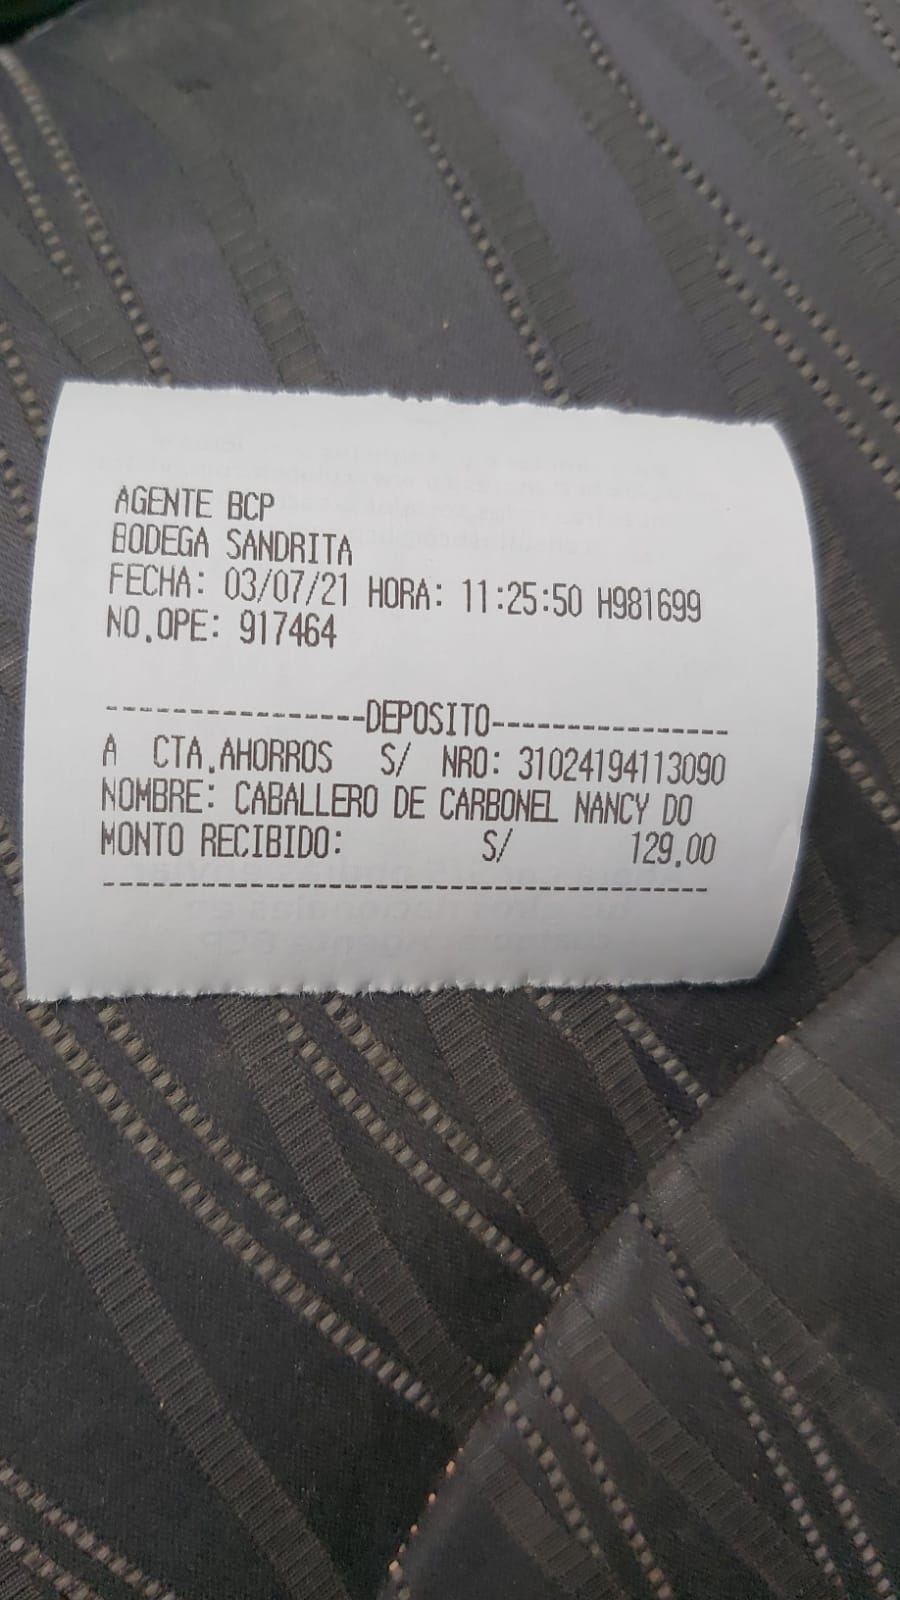 AGENTE BCP
BODEGA SANDRITA
FECHA: 03/07/21 HORA: 11:25:50 H981699
NO.OPE: 917464
----------------DEPOSITO---------------
A CTA.AHORROS S/ NRO: 31024194113090
NOMBRE: CABALLERO DE CARBONEL NANCY DO
MONTO RECIBIDO: S/ 129.00
---------------------------------------